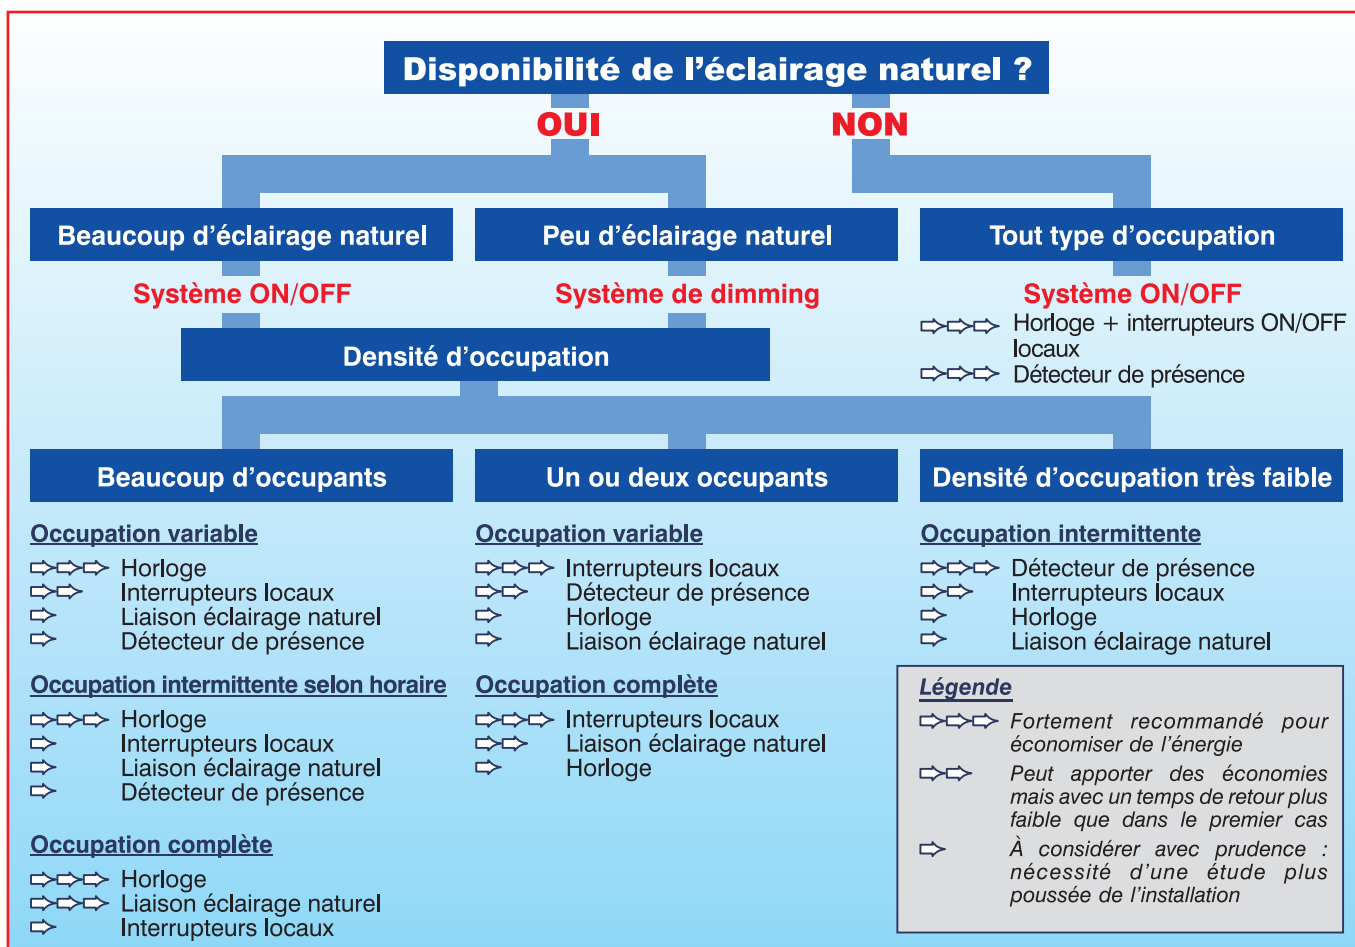 Disponibilité de l’éclairage naturel ?
OUI
NON
Beaucoup d’éclairage naturel
Peu d’éclairage naturel
Tout type d’occupation
Système ON/OFF
Système de dimming
Système ON/OFF
Horloge + interrupteurs ON/OFF
locaux
Détecteur de présence
Densité d’occupation
Beaucoup d’occupants
Un ou deux occupants
Densité d’occupation très faible
Occupation variable
Horloge
Interrupteurs locaux
Liaison éclairage naturel
Détecteur de présence
Occupation intermittente selon horaire
Horloge
Interrupteurs locaux
Liaison éclairage naturel
Détecteur de présence
Occupation complète
Horloge
Liaison éclairage naturel
Interrupteurs locaux
Occupation variable
Interrupteurs locaux
Détecteur de présence
Horloge
Liaison éclairage naturel
Occupation complète
Interrupteurs locaux
Liaison éclairage naturel
Horloge
Occupation intermittente
Détecteur de présence
Interrupteurs locaux
Horloge
Liaison éclairage naturel
Légende
Fortement recommandé pour
économiser de l’énergie
Peut apporter des économies
mais avec un temps de retour plus
faible que dans le premier cas
À considérer avec prudence :
nécessité d’une étude plus
poussée de l’installation